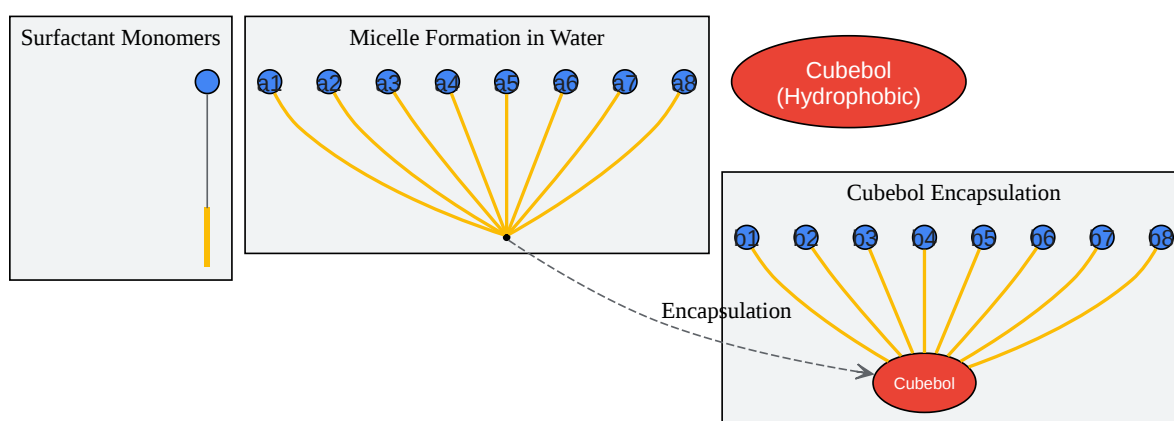 Surfactant Monomers
Micelle Formation in Water
a1 a2 a3 a4 a5 a6 a7 a8
Cubebol
(Hydrophobic)
Cubebol Encapsulation
b1 b2 b3 b4 b5 b6 b7 b8
Encapsulation
Cubebol